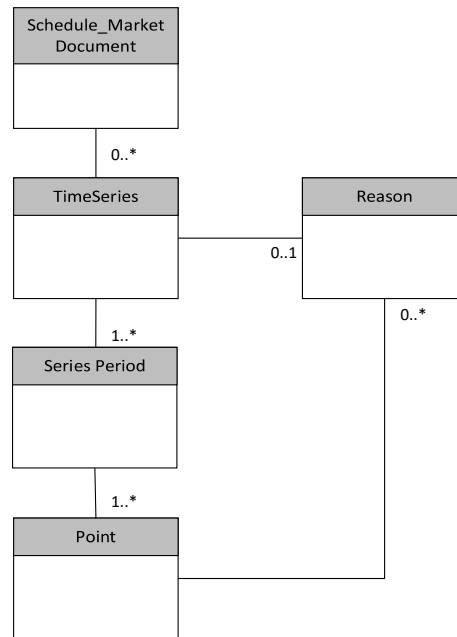 Schedule_Market
Document
0..*
TimeSeries
Reason
0..1
0..*
1..*
Series Period
1..*
Point